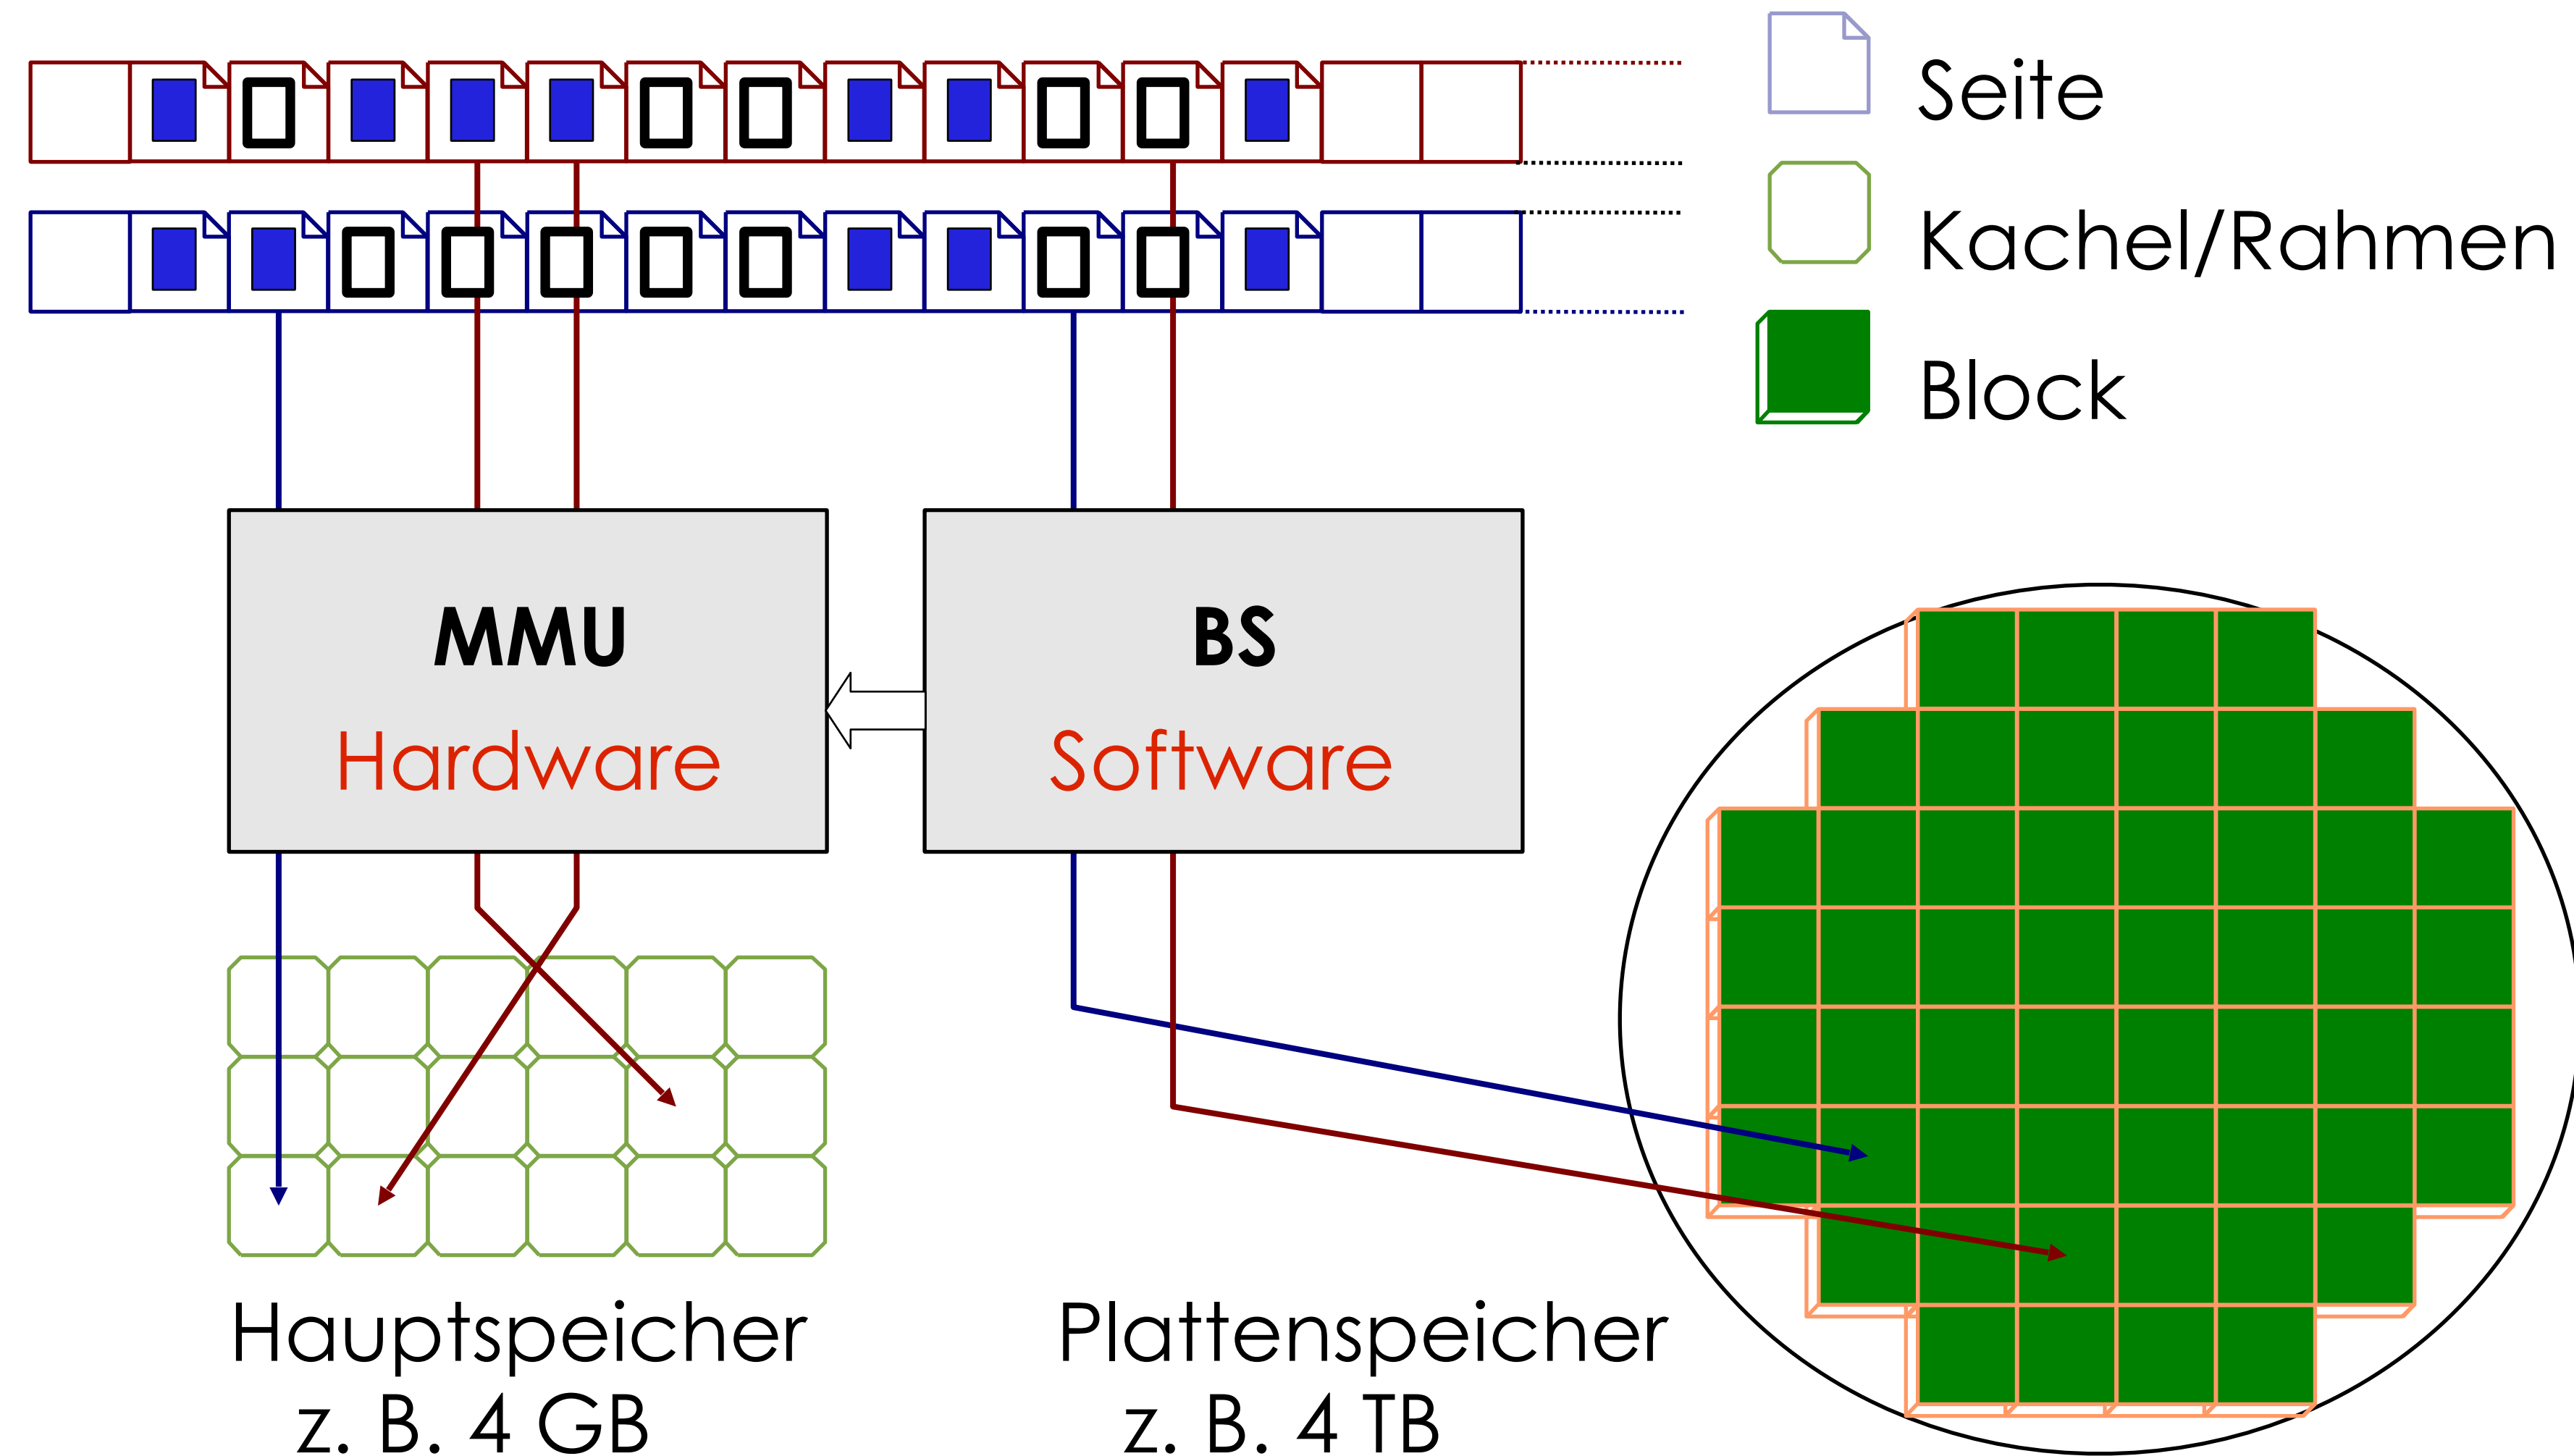 Seite
Kachel/Rahmen
Block
MMU
Hardware
BS
Software
Hauptspeicher
z. B. 4 GB
Plattenspeicher
z. B. 4 TB